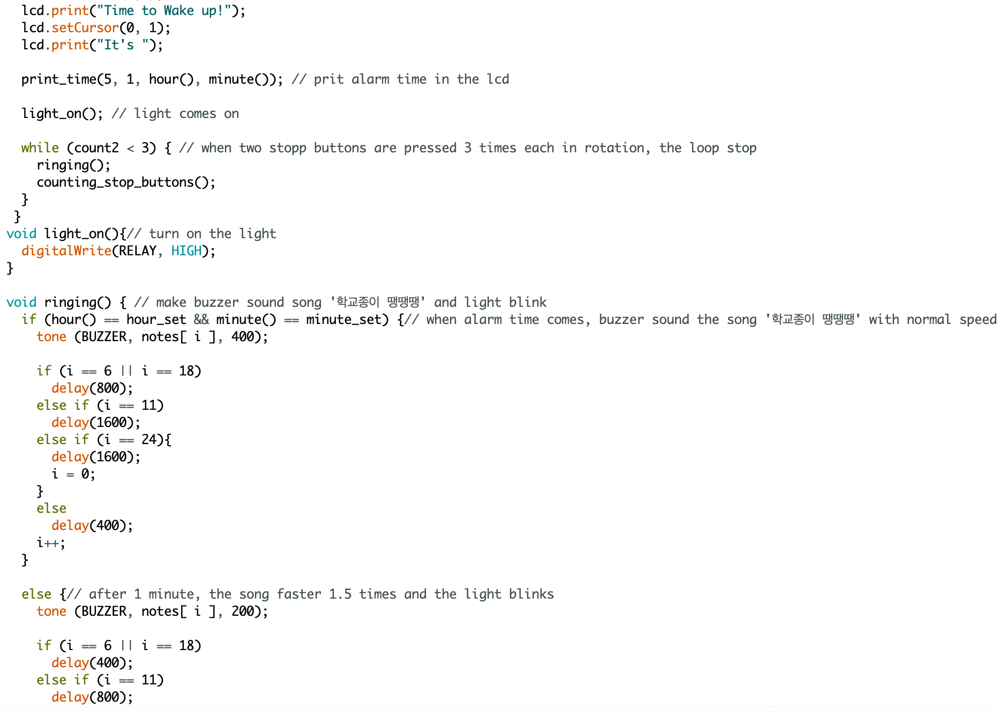 lcd.print("Time to Wake up!");
lcd.setCursor(0, 1);
lcd.print("It's ");
print_time(5, 1, hour(), minute()); // prit alarm time in the lcd
light_on(); // light comes on
while (count2 < 3) { // when two stopp buttons are pressed 3 times each in rotation, the loop stop
ringing();
counting_stop_buttons();
}
}
void light_on(){// turn on the light
digitalWrite(RELAY, HIGH);
}
void ringing() { // make buzzer sound song '학교종이 땡땡땡' and light blink
if (hour() == hour_set && minute() == minute_set) {// when alarm time comes, buzzer sound the song '학교종이 땡땡땡' with normal speed
tone (BUZZER, notes[ i ], 400);
if (i == 6 || i == 18)
delay(800);
else if (i == 11)
delay(1600);
else if (i == 24){
delay(1600);
i = 0;
}
else
delay(400);
i++;
}
else {// after 1 minute, the song faster 1.5 times and the light blinks
tone (BUZZER, notes[ i ], 200);
if (i == 6 || i == 18)
delay(400);
else if (i == 11)
delay(800);